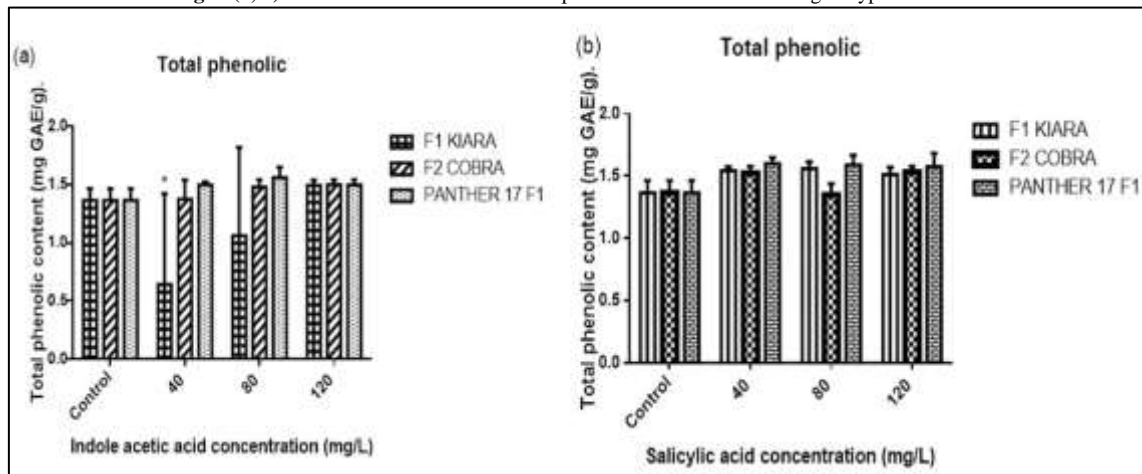 (a)
Total phenolic
Total phenolic content (mg GAE/g).
2.0
1.5
1.0
0.5
0.0
*
Control
40
80
120
Indole acetic acid concentration (mg/L)
F1 KIARA
F2 COBRA
PANTHER 17 F1
(b)
Total phenolic
Total phenolic content (mg GAE/g).
2.0
1.5
1.0
0.5
0.0
Control
40
80
120
Salicylic acid concentration (mg/L)
F1 KIARA
F2 COBRA
PANTHER 17 F1